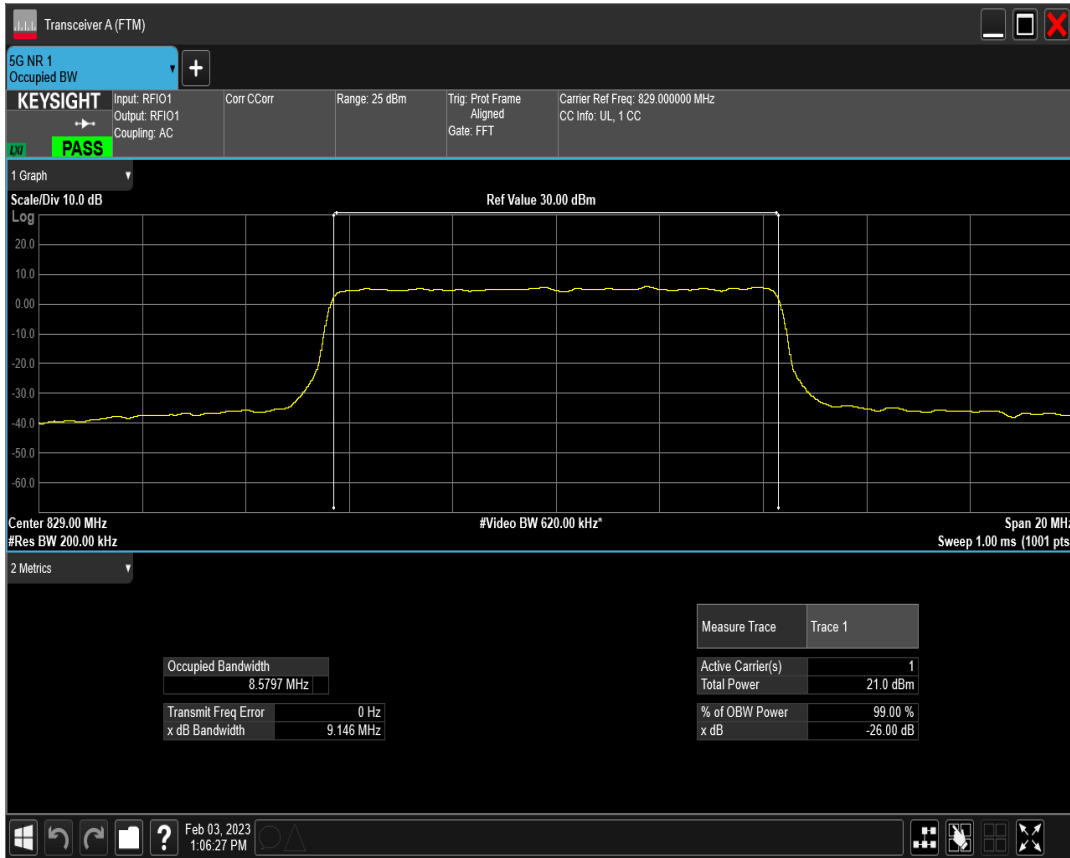 Transceiver A (FTM)
5G NR 1
Occupied BW
+
KEYSIGHT
LXI
PASS
Input: RFIO1
Output: RFIO1
Coupling: AC
Corr CCorr
Range: 25 dBm
Trig: Prot Frame
Aligned
Gate: FFT
Carrier Ref Freq: 829.000000 MHz
CC Info: UL, 1 CC
1 Graph
Scale/Div 10.0 dB
Ref Value 30.00 dBm
Log
20.0
10.0
0.00
-10.0
-20.0
-30.0
-40.0
-50.0
-60.0
Center 829.00 MHz
#Video BW 620.00 kHz*
Span 20 MHz
#Res BW 200.00 kHz
Sweep 1.00 ms (1001 pts
2 Metrics
Measure Trace Trace 1
Occupied Bandwidth
8.5797 MHz
Active Carrier(s) 1
Total Power 21.0 dBm
Transmit Freq Error 0 Hz
x dB Bandwidth 9.146 MHz
% of OBW Power 99.00 %
x dB -26.00 dB
?
Feb 03, 2023
1:06:27 PM